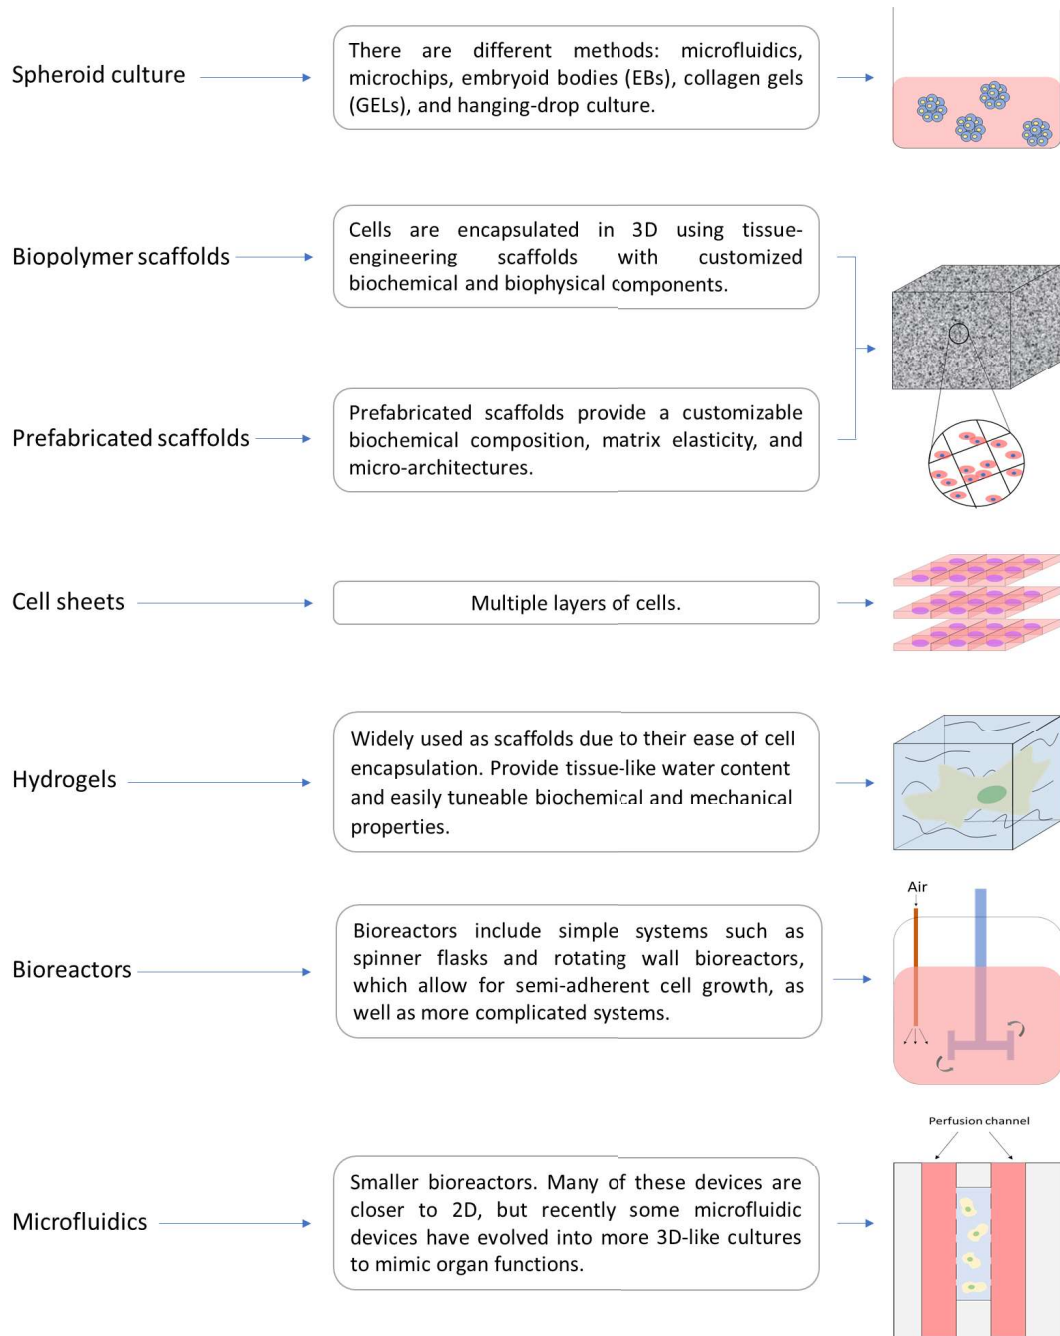 Spheroid culture
There are different methods: microfluidics,
microchips, embryoid bodies (EBs), collagen gels
(GELs), and hanging-drop culture.
Biopolymer scaffolds
Cells are encapsulated in 3D using tissue-
engineering scaffolds with customized
biochemical and biophysical components.
Prefabricated scaffolds
Prefabricated scaffolds provide a customizable
biochemical composition, matrix elasticity, and
micro-architectures.
Cell sheets
Multiple layers of cells.
Hydrogels
Widely used as scaffolds due to their ease of cell
encapsulation. Provide tissue-like water content
and easily tuneable biochemical and mechanical
properties.
Bioreactors
Bioreactors include simple systems such as
spinner flasks and rotating wall bioreactors,
which allow for semi-adherent cell growth, as
well as more complicated systems.
Air
Microfluidics
Smaller bioreactors. Many of these devices are
closer to 2D, but recently some microfluidic
devices have evolved into more 3D-like cultures
to mimic organ functions.
Perfusion channel